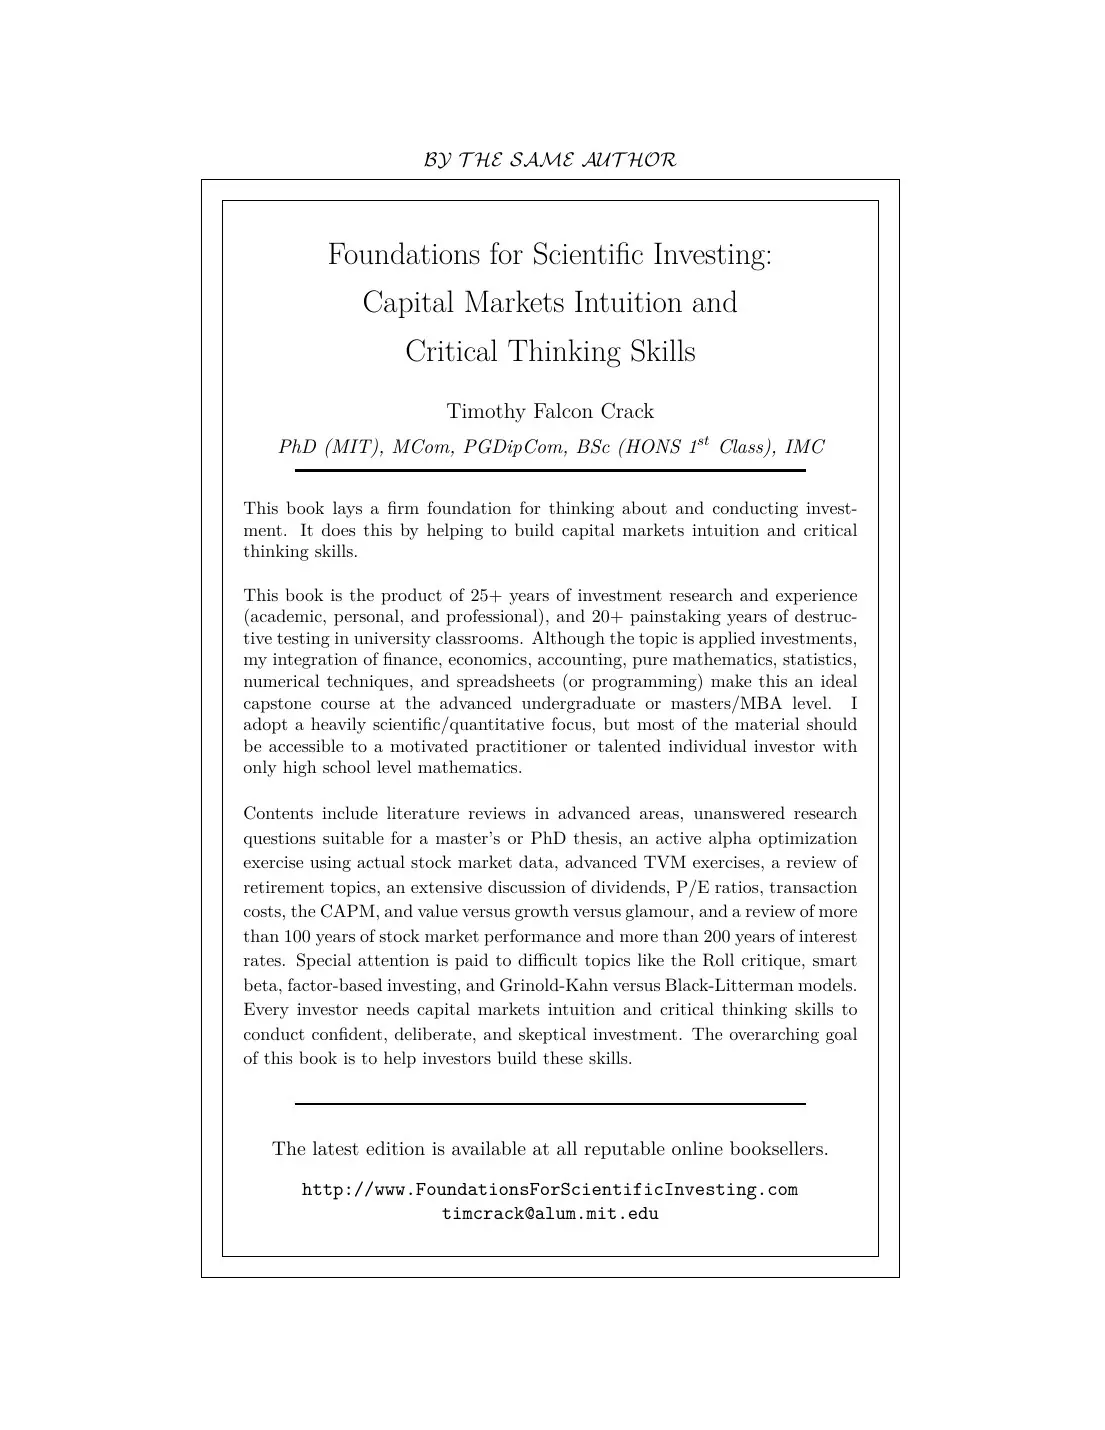 BY THE SAME AUTHOR
Foundations for Scientific Investing:
Capital Markets Intuition and
Critical Thinking Skills
Timothy Falcon Crack
PhD (MIT), MCom, PGDipCom, BSc (HONS 1st Class), IMC
This book lays a firm foundation for thinking about and conducting invest-
ment. It does this by helping to build capital markets intuition and critical
thinking skills.
This book is the product of 25+ years of investment research and experience
(academic, personal, and professional), and 20+ painstaking years of destruc-
tive testing in university classrooms. Although the topic is applied investments,
my integration of finance, economics, accounting, pure mathematics, statistics,
numerical techniques, and spreadsheets (or programming) make this an ideal
capstone course at the advanced undergraduate or masters/MBA level. I
adopt a heavily scientific/quantitative focus, but most of the material should
be accessible to a motivated practitioner or talented individual investor with
only high school level mathematics.
Contents include literature reviews in advanced areas, unanswered research
questions suitable for a master's or PhD thesis, an active alpha optimization
exercise using actual stock market data, advanced TVM exercises, a review of
retirement topics, an extensive discussion of dividends, P/E ratios, transaction
costs, the CAPM, and value versus growth versus glamour, and a review of more
than 100 years of stock market performance and more than 200 years of interest
rates. Special attention is paid to difficult topics like the Roll critique, smart
beta, factor-based investing, and Grinold-Kahn versus Black-Litterman models.
Every investor needs capital markets intuition and critical thinking skills to
conduct confident, deliberate, and skeptical investment. The overarching goal
of this book is to help investors build these skills.
The latest edition is available at all reputable online booksellers.
http://www.FoundationsForScientificInvesting.com
timcrack@alum.mit.edu